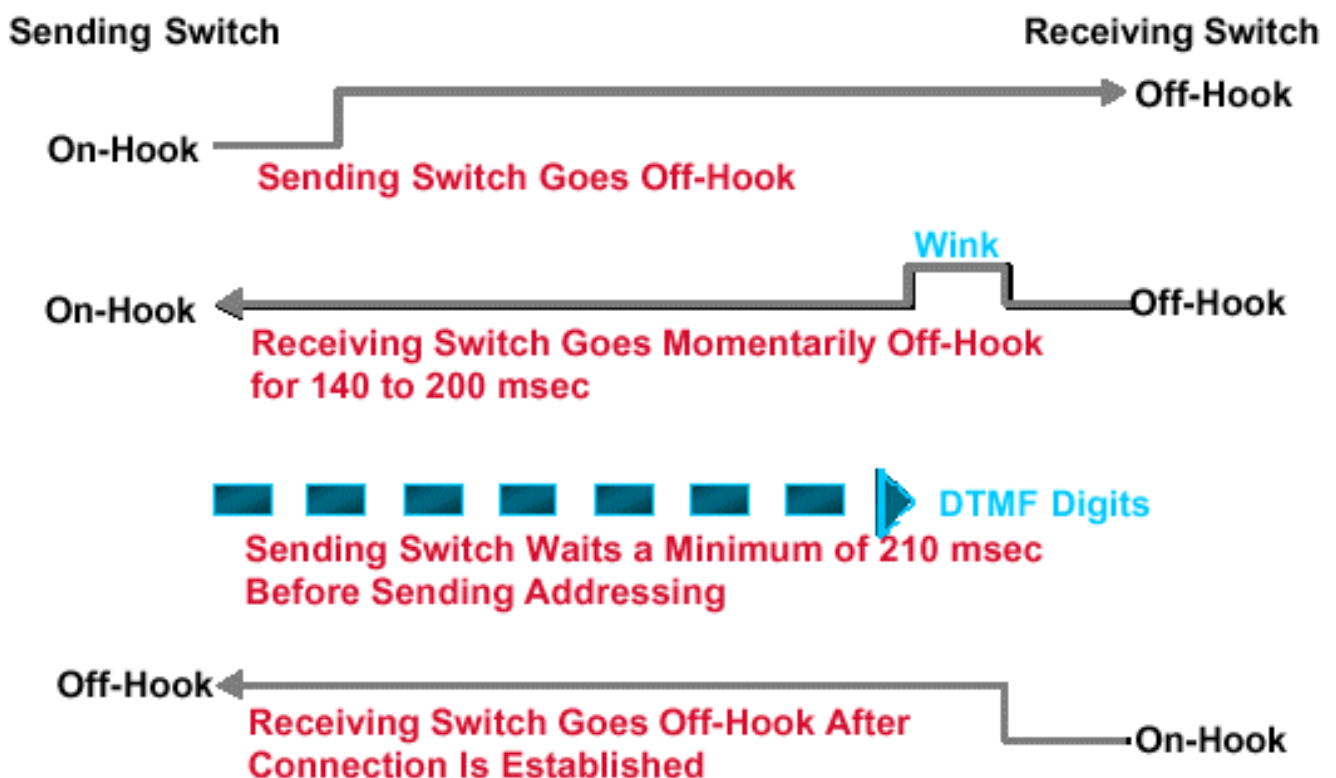 Sending Switch
Receiving Switch
Off-Hook
On-Hook
Sending Switch Goes Off-Hook
Wink
On-Hook
Off-Hook
Receiving Switch Goes Momentarily Off-Hook
for 140 to 200 msec
DTMF Digits
Sending Switch Waits a Minimum of 210 msec
Before Sending Addressing
Off-Hook
Receiving Switch Goes Off-Hook After
Connection Is Established
On-Hook